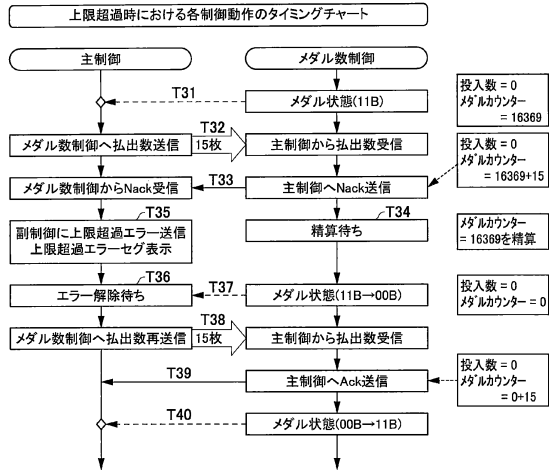 上限超過時における各制御動作のタイミングチャート
主制御
メダル数制御
T31
メダル状態(11B)
投入数 = 0
メダルカウンター
= 16369
メダル数制御へ払出数送信
T32
15枚
主制御から払出数受信
投入数 = 0
メダルカウンター
= 16369+15
メダル数制御からNack受信
T33
主制御へNack送信
T35
副制御に上限超過エラー送信
上限超過エラーセグ表示
T34
精算待ち
メダルカウンター
= 16369を精算
T36
エラー解除待ち
T37
メダル状態(11B→00B)
投入数 = 0
メダルカウンター = 0
メダル数制御へ払出数再送信
T38
15枚
主制御から払出数受信
T39
主制御へAck送信
投入数 = 0
メダルカウンター
= 0+15
T40
メダル状態(00B→11B)